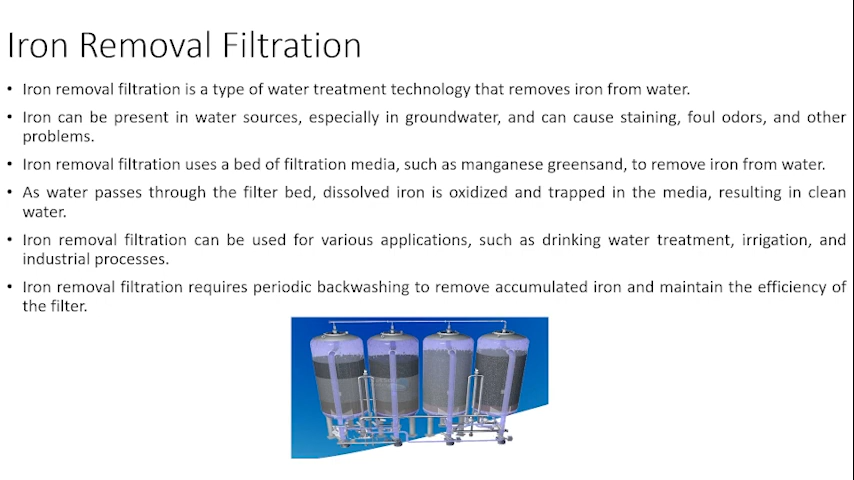 Iron Removal Filtration
• Iron removal filtration is a type of water treatment technology that removes iron from water.
• Iron can be present in water sources, especially in groundwater, and can cause staining, foul odors, and other
problems.
• Iron removal filtration uses a bed of filtration media, such as manganese greensand, to remove iron from water.
• As water passes through the filter bed, dissolved iron is oxidized and trapped in the media, resulting in clean
water.
• Iron removal filtration can be used for various applications, such as drinking water treatment, irrigation, and
industrial processes.
• Iron removal filtration requires periodic backwashing to remove accumulated iron and maintain the efficiency of
the filter.